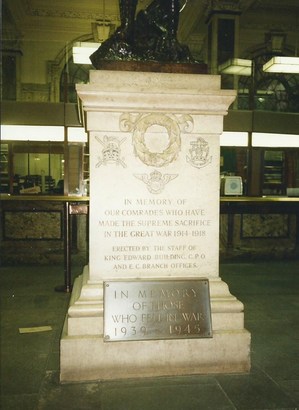 IN MEMORY OF
OUR COMRADES WHO HAVE
MADE THE SUPREME SACRIFICE
IN THE GREAT WAR 1914-1918
ERECTED BY THE STAFF OF
KING EDWARD BUILDING, G.P.O
AND E.C. BRANCH OFFICES.
IN MEMORY
OF THOSE
WHO FELL IN WAR
1939 1945